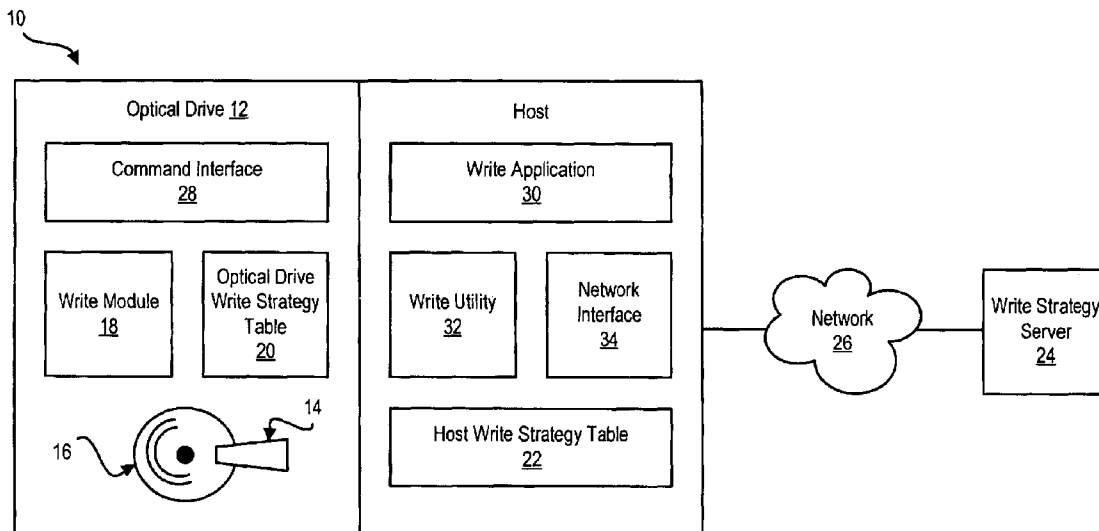 10
Optical Drive 12
Host
Command Interface
28
Write Application
30
Write Module
18
Optical Drive
Write Strategy
Table
20
Write Utility
32
Network
Interface
34
Network
26
Write Strategy
Server
24
14
16
Host Write Strategy Table
22